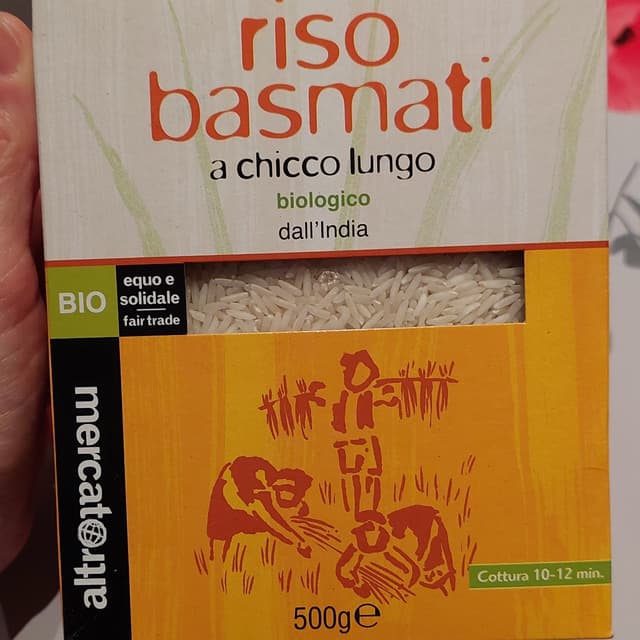 riso
basmati
a chicco lungo
biologico
dall'India
BIO
equo e
solidale
fair trade
altromercato
Cottura 10-12 min.
500g℮